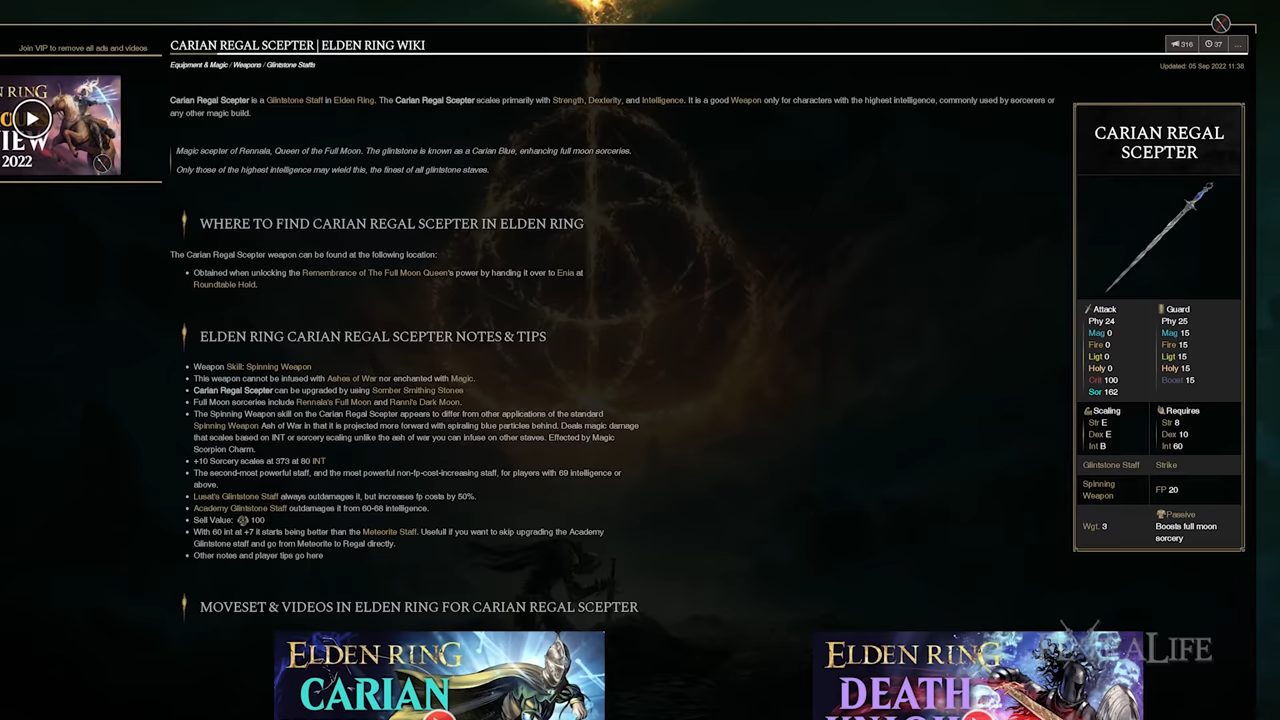 Join VIP to remove all ads and videos
CARIAN REGAL SCEPTER | ELDEN RING WIKI
316
37
...
Equipment & Magic / Weapons / Glintstone Staffs
Updated: 05 Sep 2022 11:38
N RING
IEW
2022
Carian Regal Scepter is a Glintstone Staff in Elden Ring. The Carian Regal Scepter scales primarily with Strength, Dexterity, and Intelligence. It is a good Weapon only for characters with the highest intelligence, commonly used by sorcerers or
any other magic build.
Magic scepter of Rennala, Queen of the Full Moon. The glintstone is known as a Carian Blue, enhancing full moon sorceries.
Only those of the highest intelligence may wield this, the finest of all glintstone staves.
WHERE TO FIND CARIAN REGAL SCEPTER IN ELDEN RING
The Carian Regal Scepter weapon can be found at the following location:
• Obtained when unlocking the Remembrance of The Full Moon Queen's power by handing it over to Enia at
Roundtable Hold.
ELDEN RING CARIAN REGAL SCEPTER NOTES & TIPS
• Weapon Skill: Spinning Weapon
• This weapon cannot be infused with Ashes of War nor enchanted with Magic.
• Carian Regal Scepter can be upgraded by using Somber Smithing Stones
• Full Moon sorceries include Rennala's Full Moon and Ranni's Dark Moon.
• The Spinning Weapon skill on the Carian Regal Scepter appears to differ from other applications of the standard
Spinning Weapon Ash of War in that it is projected more forward with spiraling blue particles behind. Deals magic damage
that scales based on INT or sorcery scaling unlike the ash of war you can infuse on other staves. Effected by Magic
Scorpion Charm.
• +10 Sorcery scales at 373 at 80 INT
• The second-most powerful staff, and the most powerful non-fp-cost-increasing staff, for players with 69 intelligence or
above.
• Lusat's Glintstone Staff always outdamages it, but increases fp costs by 50%.
• Academy Glintstone Staff outdamages it from 60-68 intelligence.
• Sell Value: 100
• With 60 int at +7 it starts being better than the Meteorite Staff. Usefull if you want to skip upgrading the Academy
Glintstone staff and go from Meteorite to Regal directly.
• Other notes and player tips go here
MOVESET & VIDEOS IN ELDEN RING FOR CARIAN REGAL SCEPTER
ELDEN RING
CARIAN
ELDEN RING
DEATH
CARIAN REGAL
SCEPTER
Attack Guard
Phy 24 Phy 25
Mag 0 Mag 15
Fire 0 Fire 15
Ligt 0 Ligt 15
Holy 0 Holy 15
Crit 100 Boost 15
Sor 162
Scaling Requires
Str E Str 8
Dex E Dex 10
Int B Int 60
Glintstone Staff Strike
Spinning
Weapon FP 20
Wgt. 3 Passive
Boosts full moon
sorcery